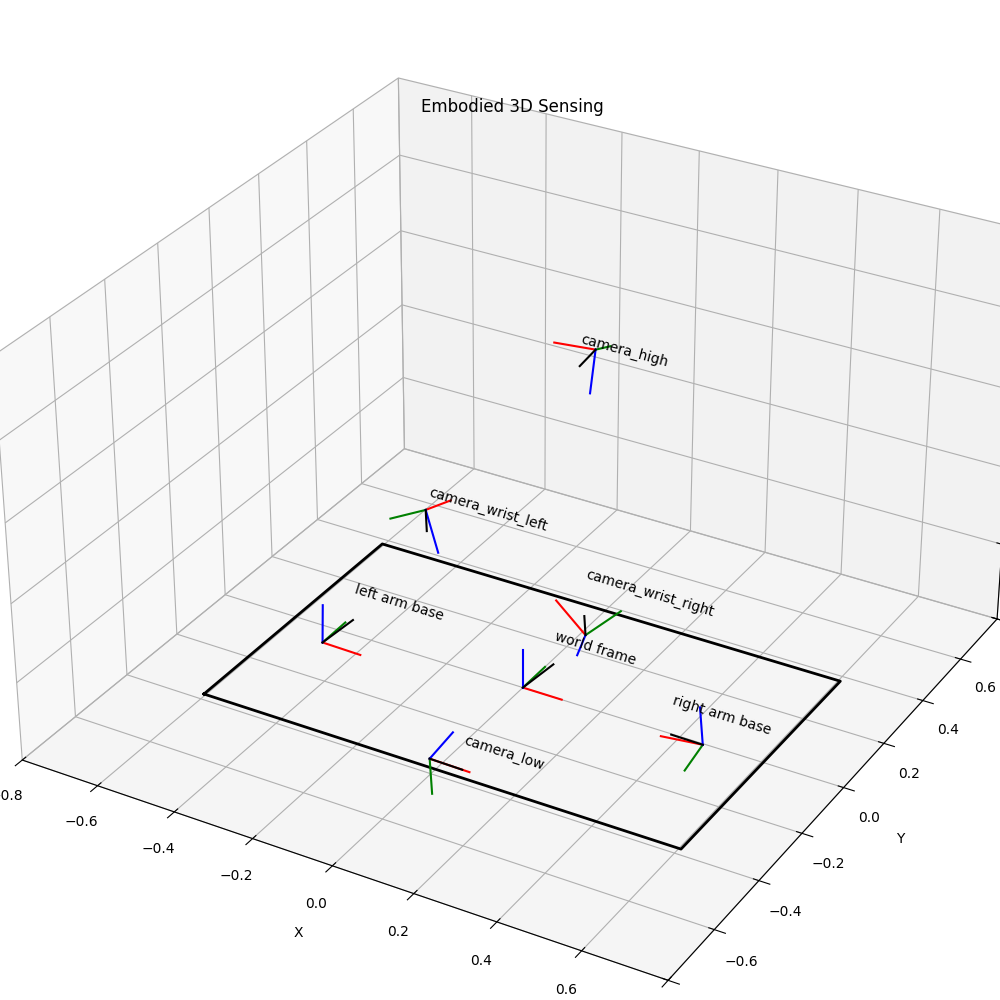 Embodied 3D Sensing
camera_high
camera_wrist_left
camera_wrist_right
left arm base
world frame
right arm base
camera_low
0.8
−0.6
−0.4
−0.2
0.0
0.2
0.4
0.6
X
−0.6
−0.4
−0.2
0.0
0.2
0.4
0.6
Y